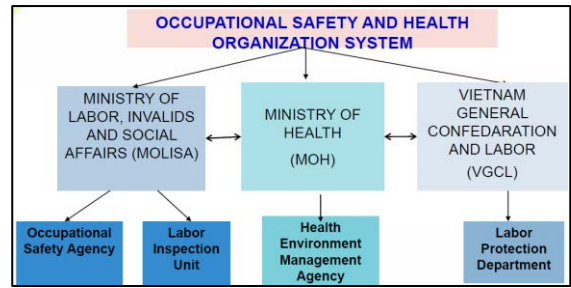 OCCUPATIONAL SAFETY AND HEALTH
ORGANIZATION SYSTEM
MINISTRY OF
LABOR, INVALIDS
AND SOCIAL
AFFAIRS (MOLISA)
MINISTRY OF
HEALTH
(MOH)
VIETNAM
GENERAL
CONFEDARATION
AND LABOR
(VGCL)
Occupational
Safety Agency
Labor
Inspection
Unit
Health
Environment
Management
Agency
Labor
Protection
Department